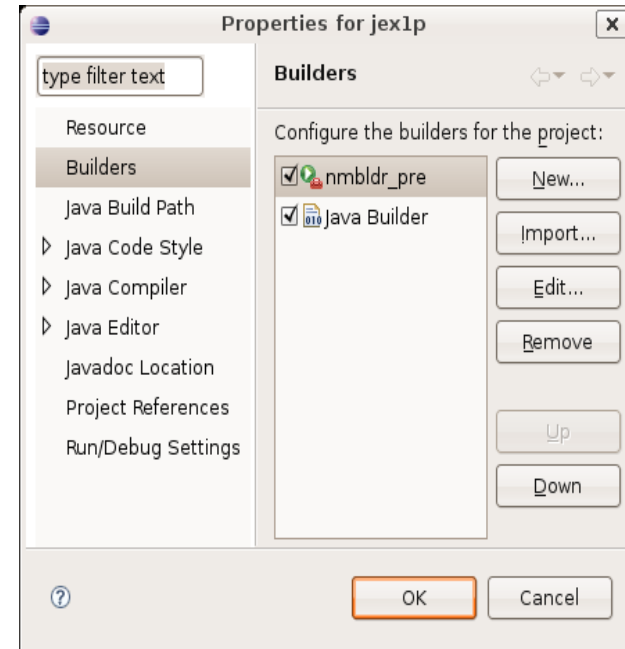 Properties for jex1p
type filter text
Resource
Builders
Java Build Path
Java Code Style
Java Compiler
Java Editor
Javadoc Location
Project References
Run/Debug Settings
Builders
Configure the builders for the project:
nmbldr_pre
Java Builder
New...
Import...
Edit...
Remove
Up
Down
OK
Cancel